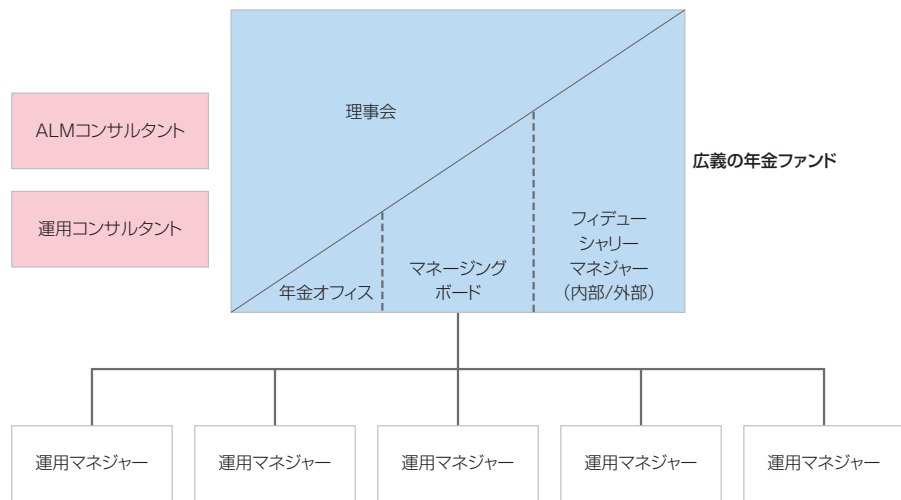 理事会
ALMコンサルタント
運用コンサルタント
広義の年金ファンド
フィデュー
シャリー
マネジャー
(内部/外部)
マネージング
ボード
年金オフィス
運用マネジャー
運用マネジャー
運用マネジャー
運用マネジャー
運用マネジャー